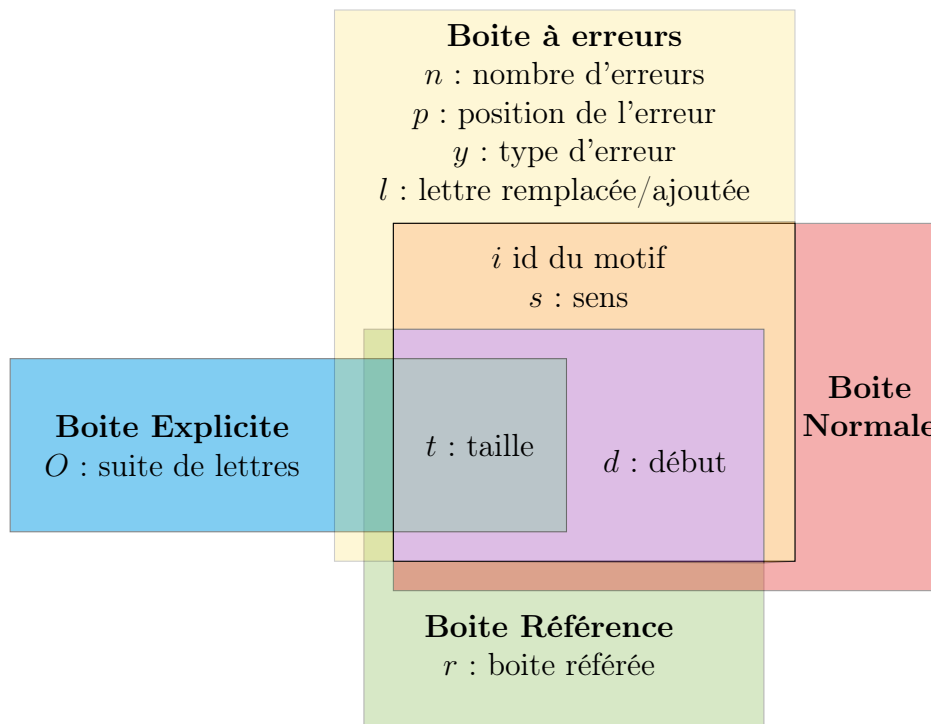 Boite à erreurs
n : nombre d'erreurs
p : position de l'erreur
y : type d'erreur
l : lettre remplacée/ajoutée
i id du motif
s : sens
Boite
Normale
Boite Explicite
O : suite de lettres
t : taille
d : début
Boite Référence
r : boite référée